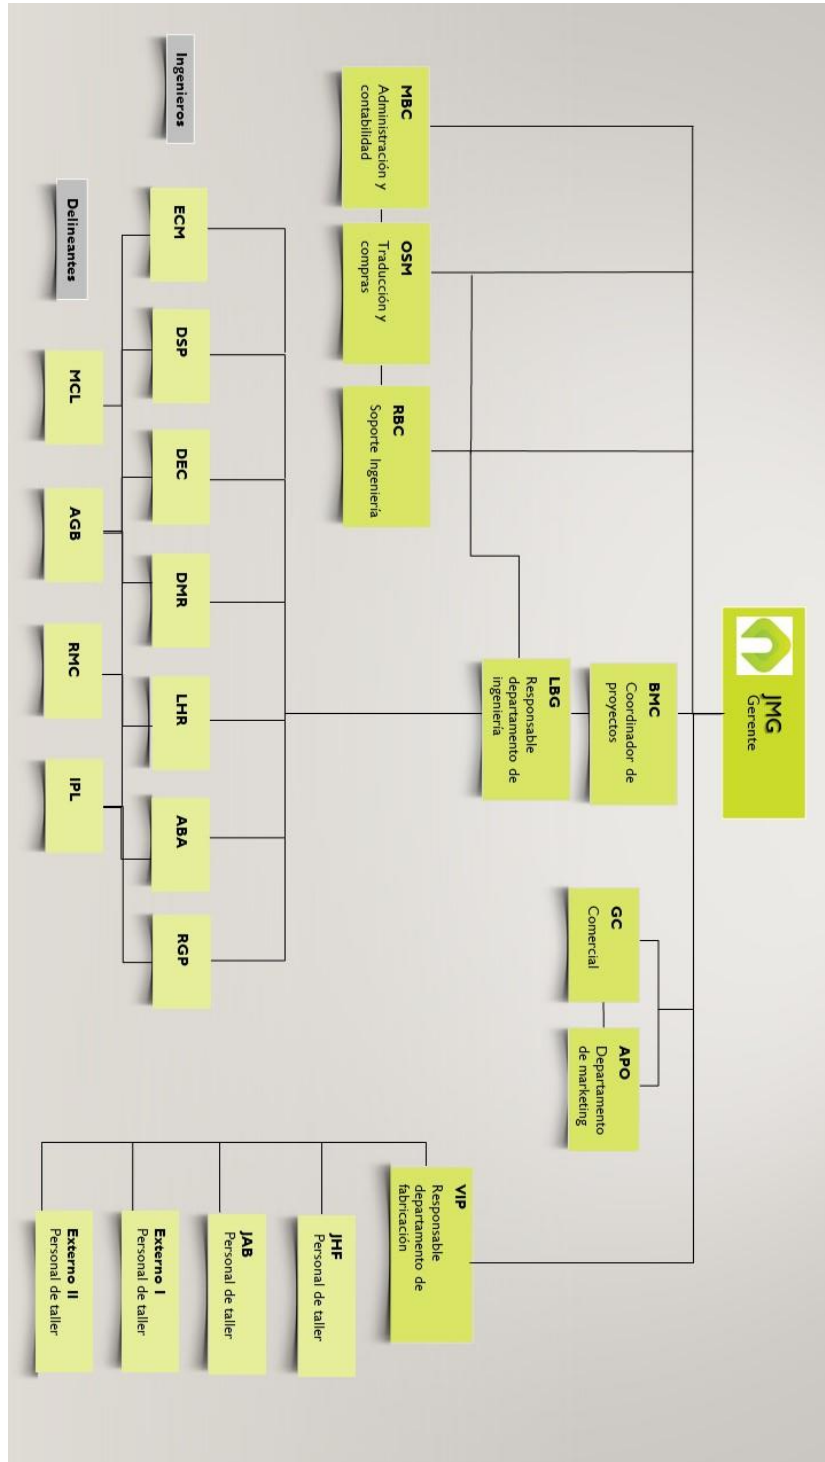 JMG
Gerente
BMC
Coordinador de
proyectos
LBG
Responsable
departamento de
ingeniería
MBC
Administración y
contabilidad
OSM
Traducción y
compras
RBC
Soporte Ingeniería
GC
Comercial
APO
Departamento
de marketing
VIP
Responsable
departamento de
fabricación
JHF
Personal de taller
JAB
Personal de taller
Externo I
Personal de taller
Externo II
Personal de taller
Ingenieros
ECM
DSP
DEC
DMR
LHR
ABA
RGP
Delineantes
MCL
AGB
RMC
IPL